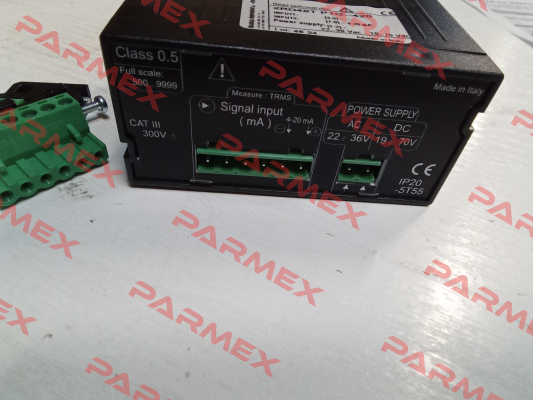 Power supply
Class 0.5
Full scale:
500...9999
CAT III
300V
Measure TRMS
Signal input
(mA)
4-20 mA
Made in Italy
POWER SUPPLY
AC DC
22 36V 19 70V
CE
IP20
-5T55
PARMEX
PARMEX
PARMEX
PARMEX
PARMEX
PARMEX
PARMEX